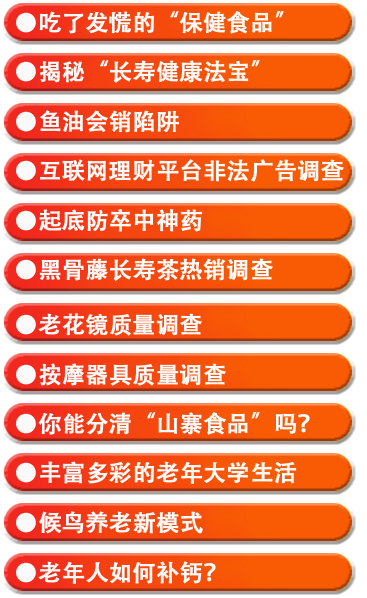 ●吃了发慌的“保健食品”
●揭秘“长寿健康法宝”
●鱼油会销陷阱
●互联网理财平台非法广告调查
●起底防卒中神药
●黑骨藤长寿茶热销调查
●老花镜质量调查
●按摩器具质量调查
●你能分清“山寨食品”吗?
●丰富多彩的老年大学生活
●候鸟养老新模式
●老年人如何补钙?